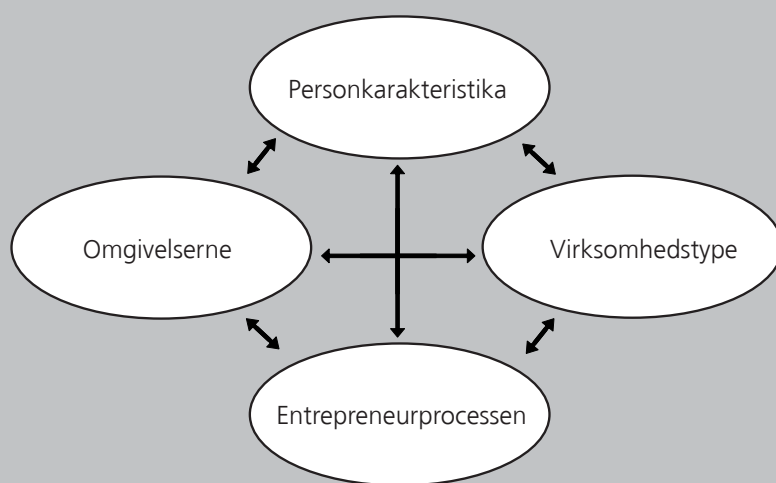 Personkarakteristika
Omgivelserne
Virksomhedstype
Entrepreneurprocessen